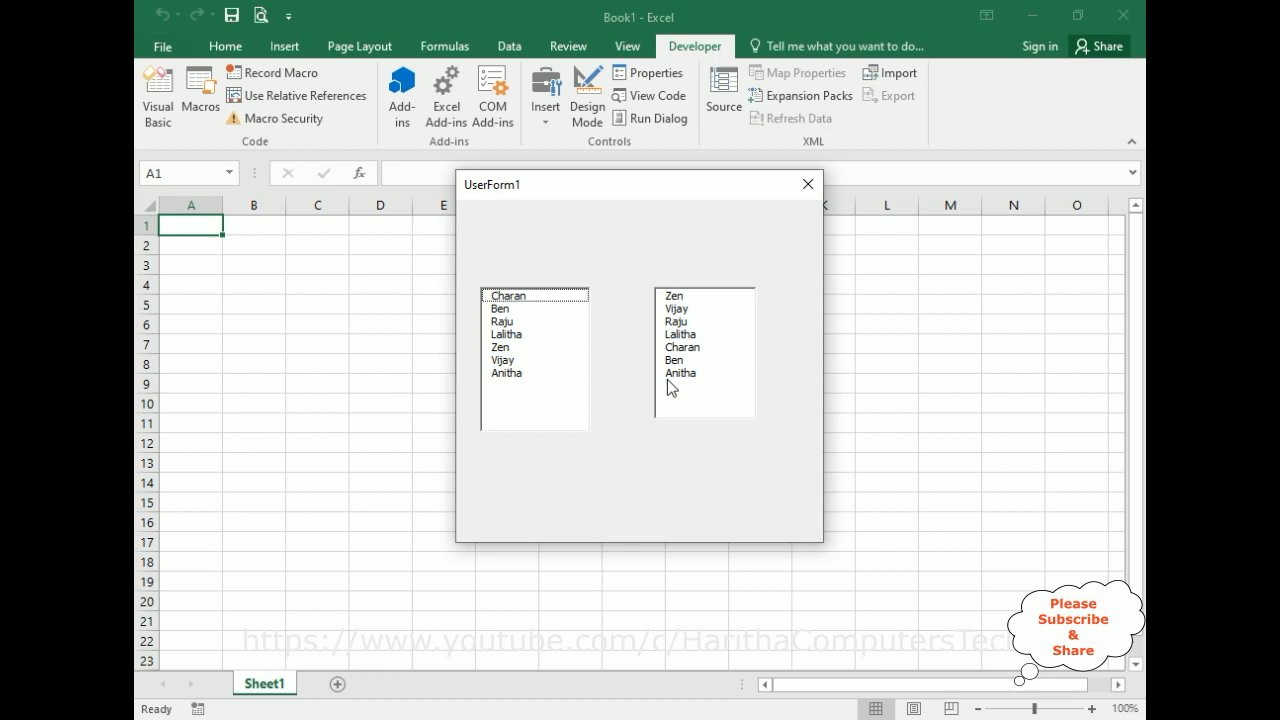 Book1 - Excel
File Home Insert Page Layout Formulas Data Review View Developer Tell me what you want to do... Sign in Share
Visual Basic
Macros
Record Macro
Use Relative References
Macro Security
Code
Add-ins
Excel Add-ins
COM Add-ins
Add-ins
Insert
Design Mode
Properties
View Code
Run Dialog
Controls
Source
Map Properties
Expansion Packs
Refresh Data
Import
Export
XML
A1
fx
A B C D E K L M N O
1
2
3
4
5
6
7
8
9
10
11
12
13
14
15
16
17
18
19
20
21
22
23
UserForm1
Charan
Ben
Raju
Lalitha
Zen
Vijay
Anitha
Zen
Vijay
Raju
Lalitha
Charan
Ben
Anitha
Please
Subscribe
&
Share
https://www.youtube.com/c/HarithaComputersTec
Sheet1
Ready
100%